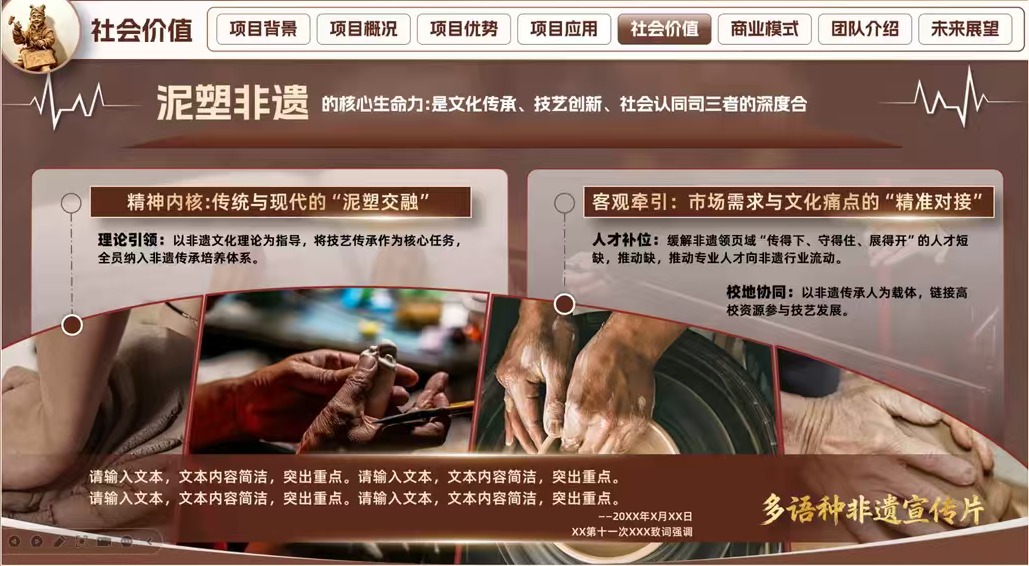 社会价值
项目背景
项目概况
项目优势
项目应用
社会价值
商业模式
团队介绍
未来展望
泥塑非遗 的核心生命力:是文化传承、技艺创新、社会认同司三者的深度合
精神内核:传统与现代的“泥塑交融”
理论引领：以非遗文化理论为指导，将技艺传承作为核心任务，
全员纳入非遗传承培养体系。
客观牵引：市场需求与文化痛点的“精准对接”
人才补位：缓解非遗领页域“传得下、守得住、展得开”的人才短
缺，推动缺，推动专业人才向非遗行业流动。
校地协同：以非遗传承人为载体，链接高
校资源参与技艺发展。
请输入文本，文本内容简洁，突出重点。请输入文本，文本内容简洁，突出重点。
请输入文本，文本内容简洁，突出重点。请输入文本，文本内容简洁，突出重点。
——20XX年X月XX日
XX第十一次XXX致词强调
多语种非遗宣传片